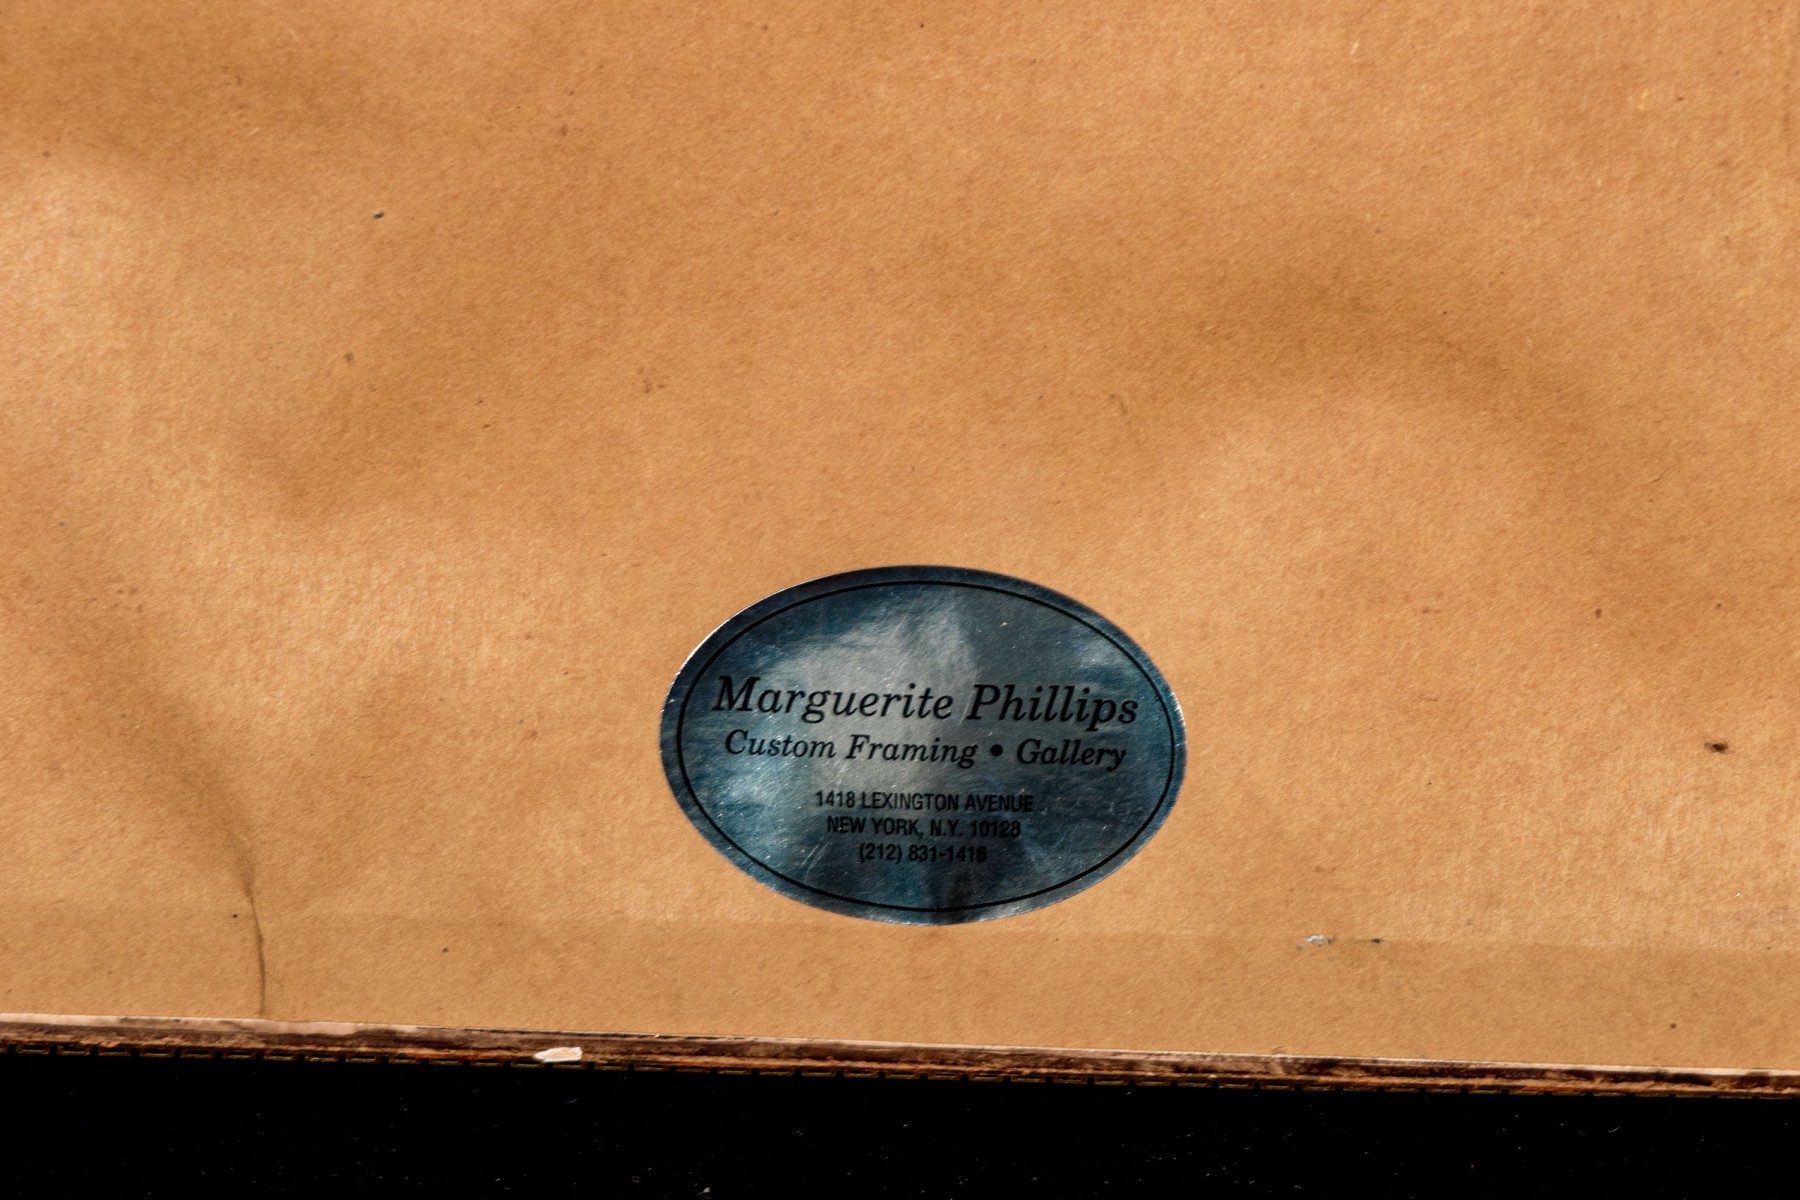 Marguerite Phillips
Custom Framing • Gallery
1418 LEXINGTON AVENUE
NEW YORK, N.Y. 10128
(212) 831-1416